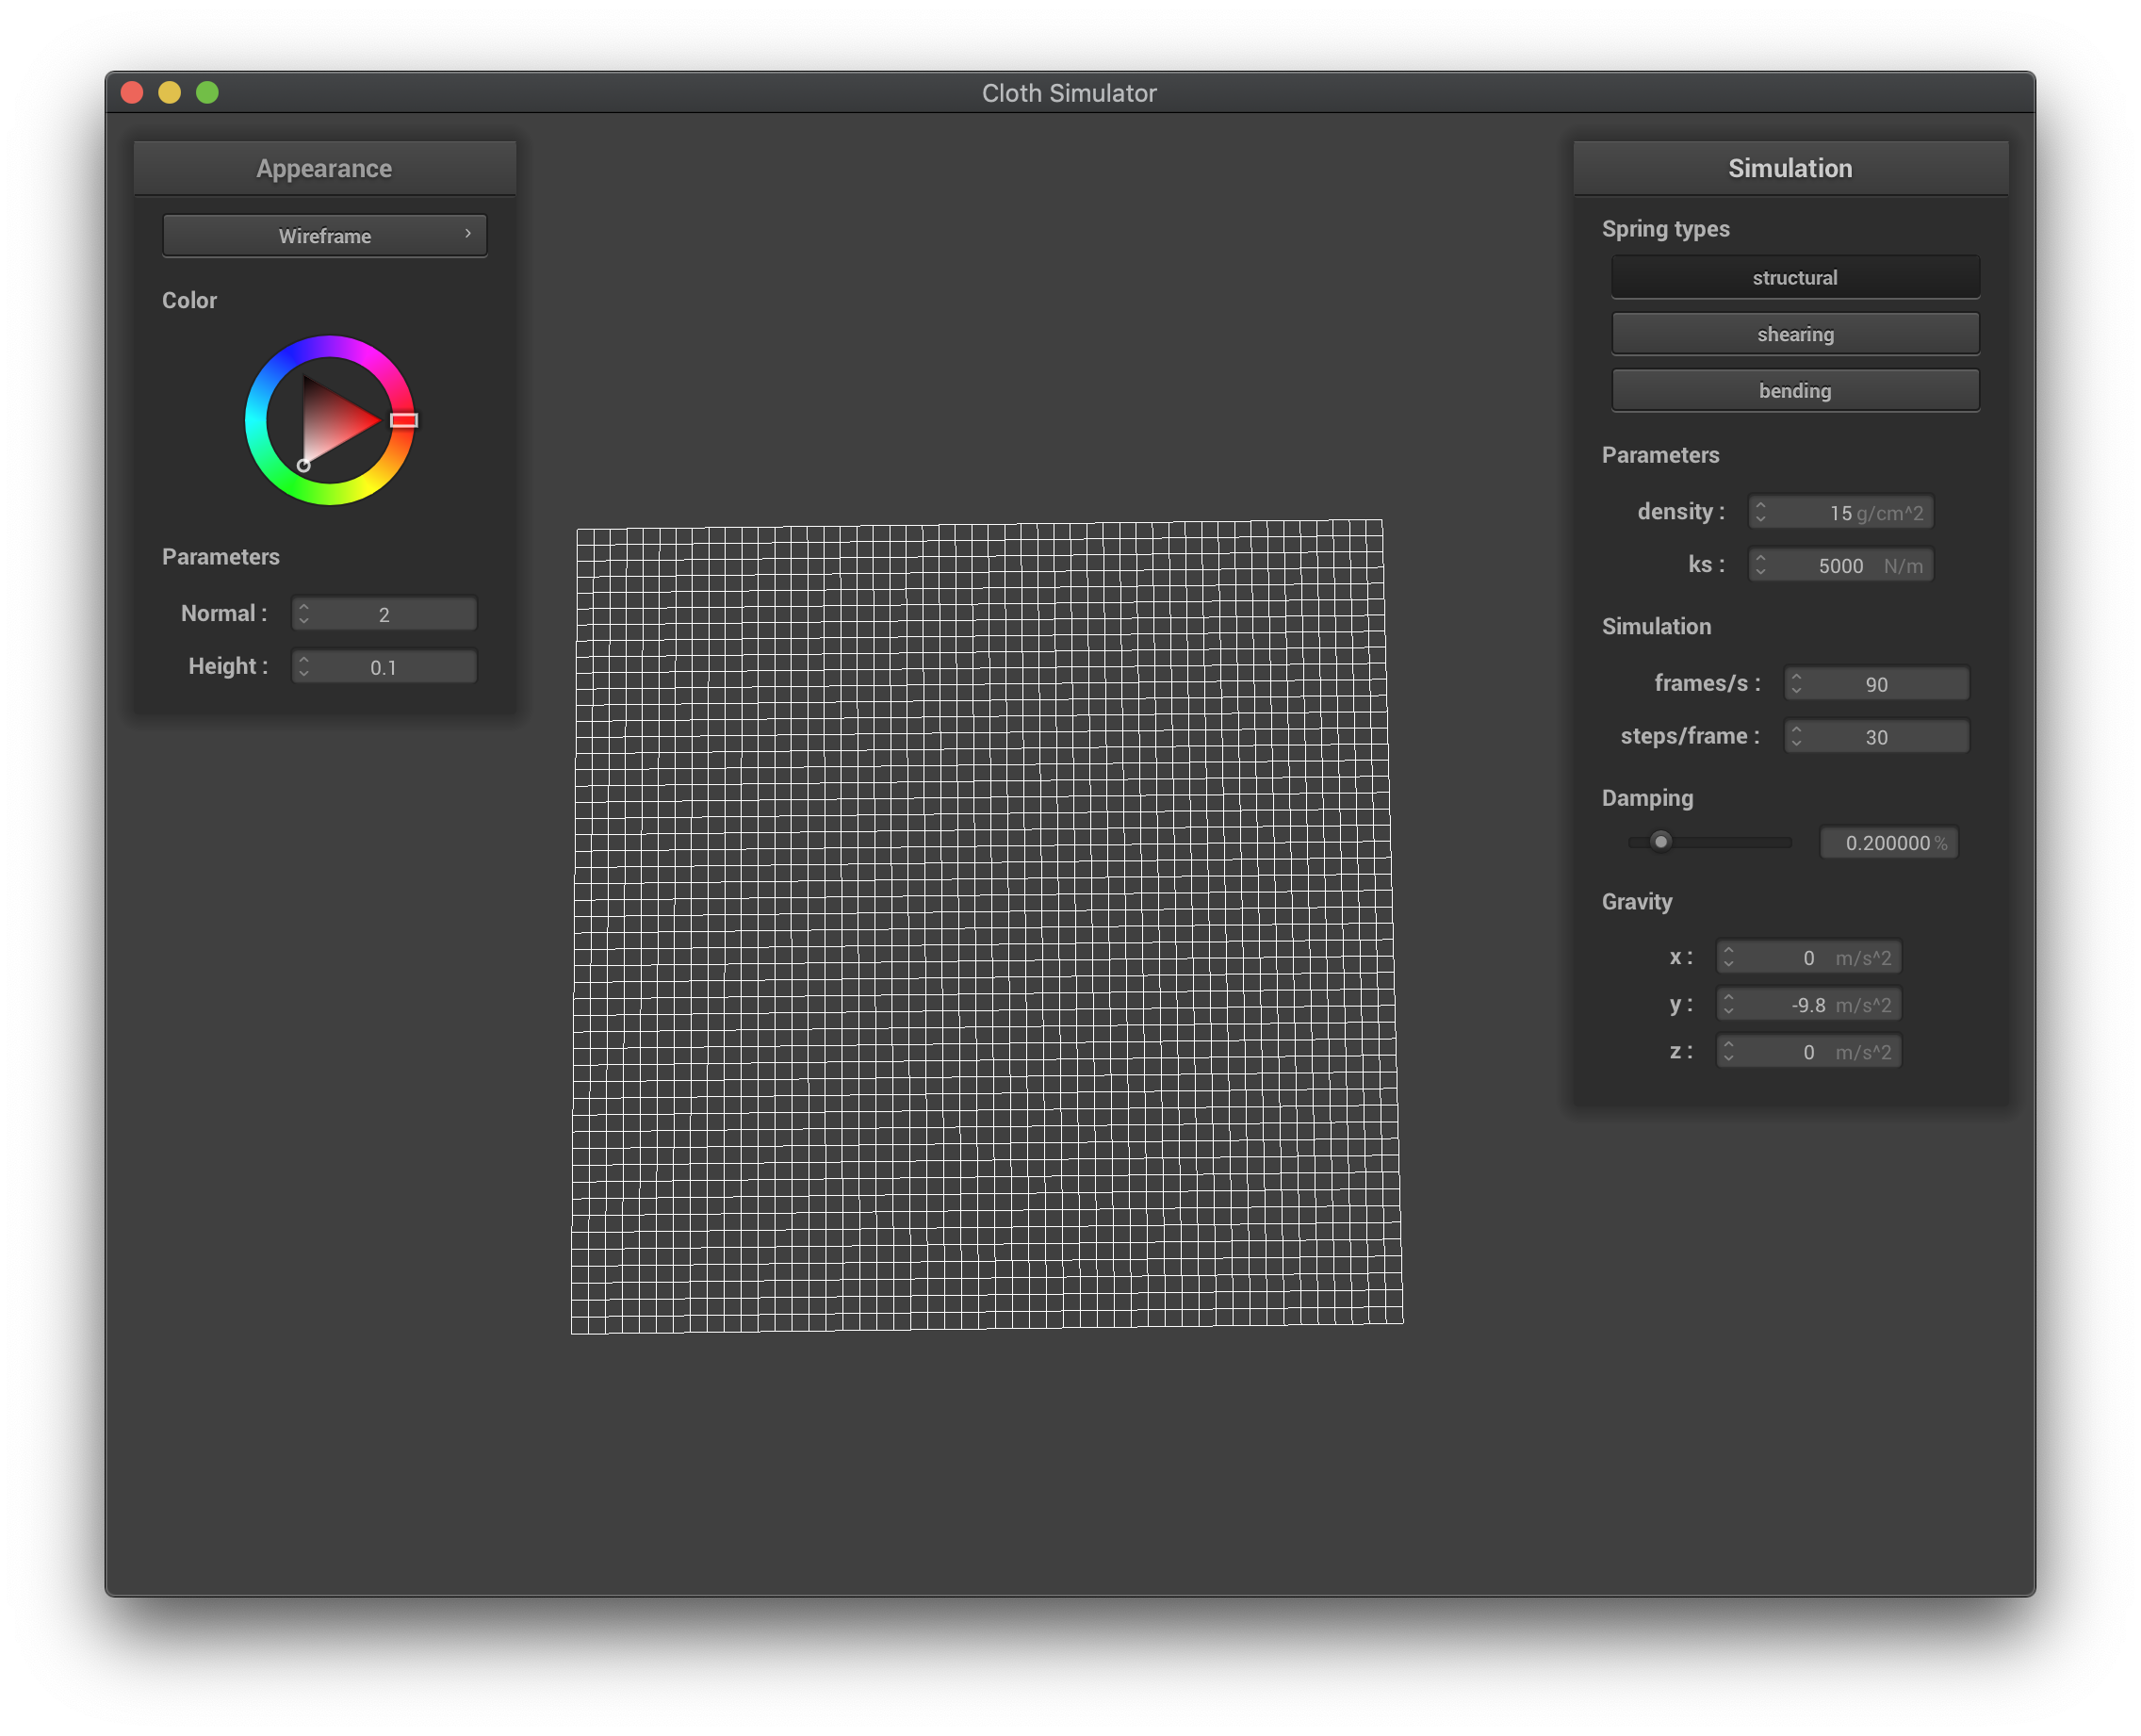 Cloth Simulator
Appearance
Wireframe
Color
Parameters
Normal : 2
Height : 0.1
Simulation
Spring types
structural
shearing
bending
Parameters
density : 15 g/cm^2
ks : 5000 N/m
Simulation
frames/s : 90
steps/frame : 30
Damping
0.200000 %
Gravity
x : 0 m/s^2
y : -9.8 m/s^2
z : 0 m/s^2